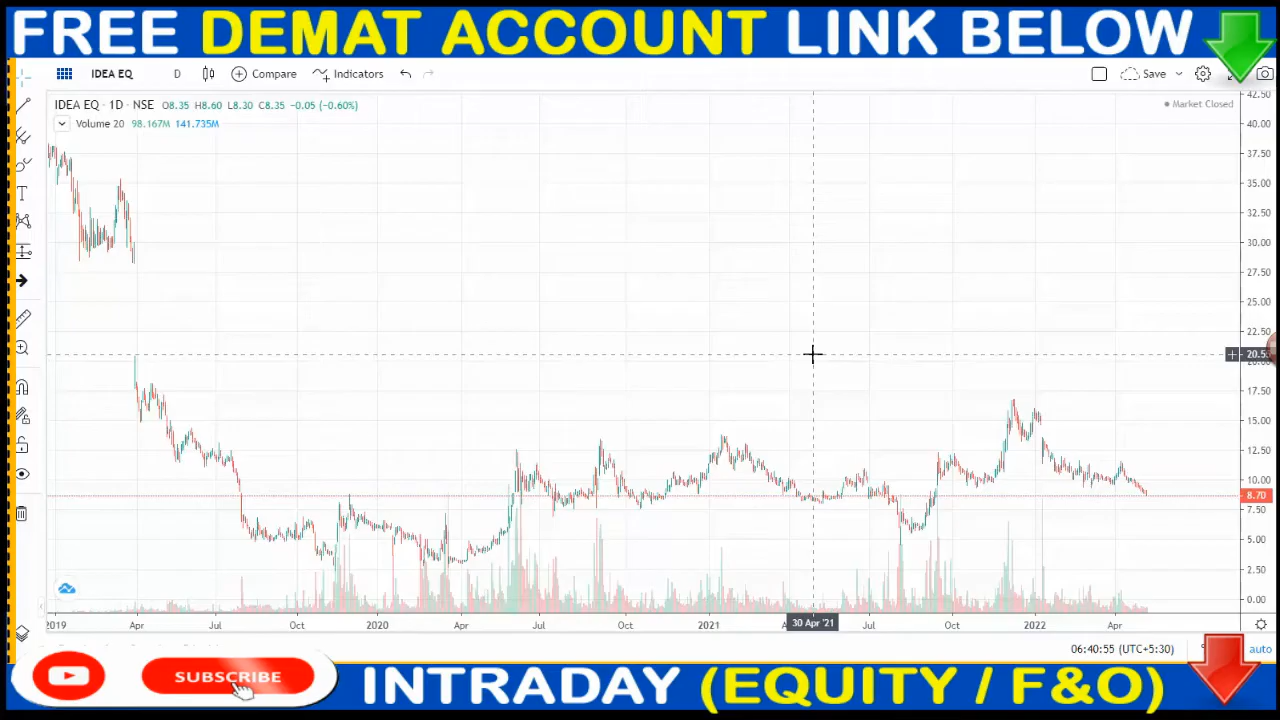 FREE DEMAT ACCOUNT LINK BELOW
IDEA EQ D Compare Indicators Save
IDEA EQ · 1D · NSE O8.35 H8.60 L8.30 C8.35 −0.05 (−0.60%)
Market Closed
Volume 20 98.167M 141.735M
42.50
40.00
37.50
35.00
32.50
30.00
27.50
25.00
22.50
20.5
17.50
15.00
12.50
10.00
8.70
7.50
5.00
2.50
0.00
2019 Apr Jul Oct 2020 Apr Jul Oct 2021 30 Apr '21 Jul Oct 2022 Apr
06:40:55 (UTC+5:30) auto
SUBSCRIBE
INTRADAY (EQUITY / F&O)